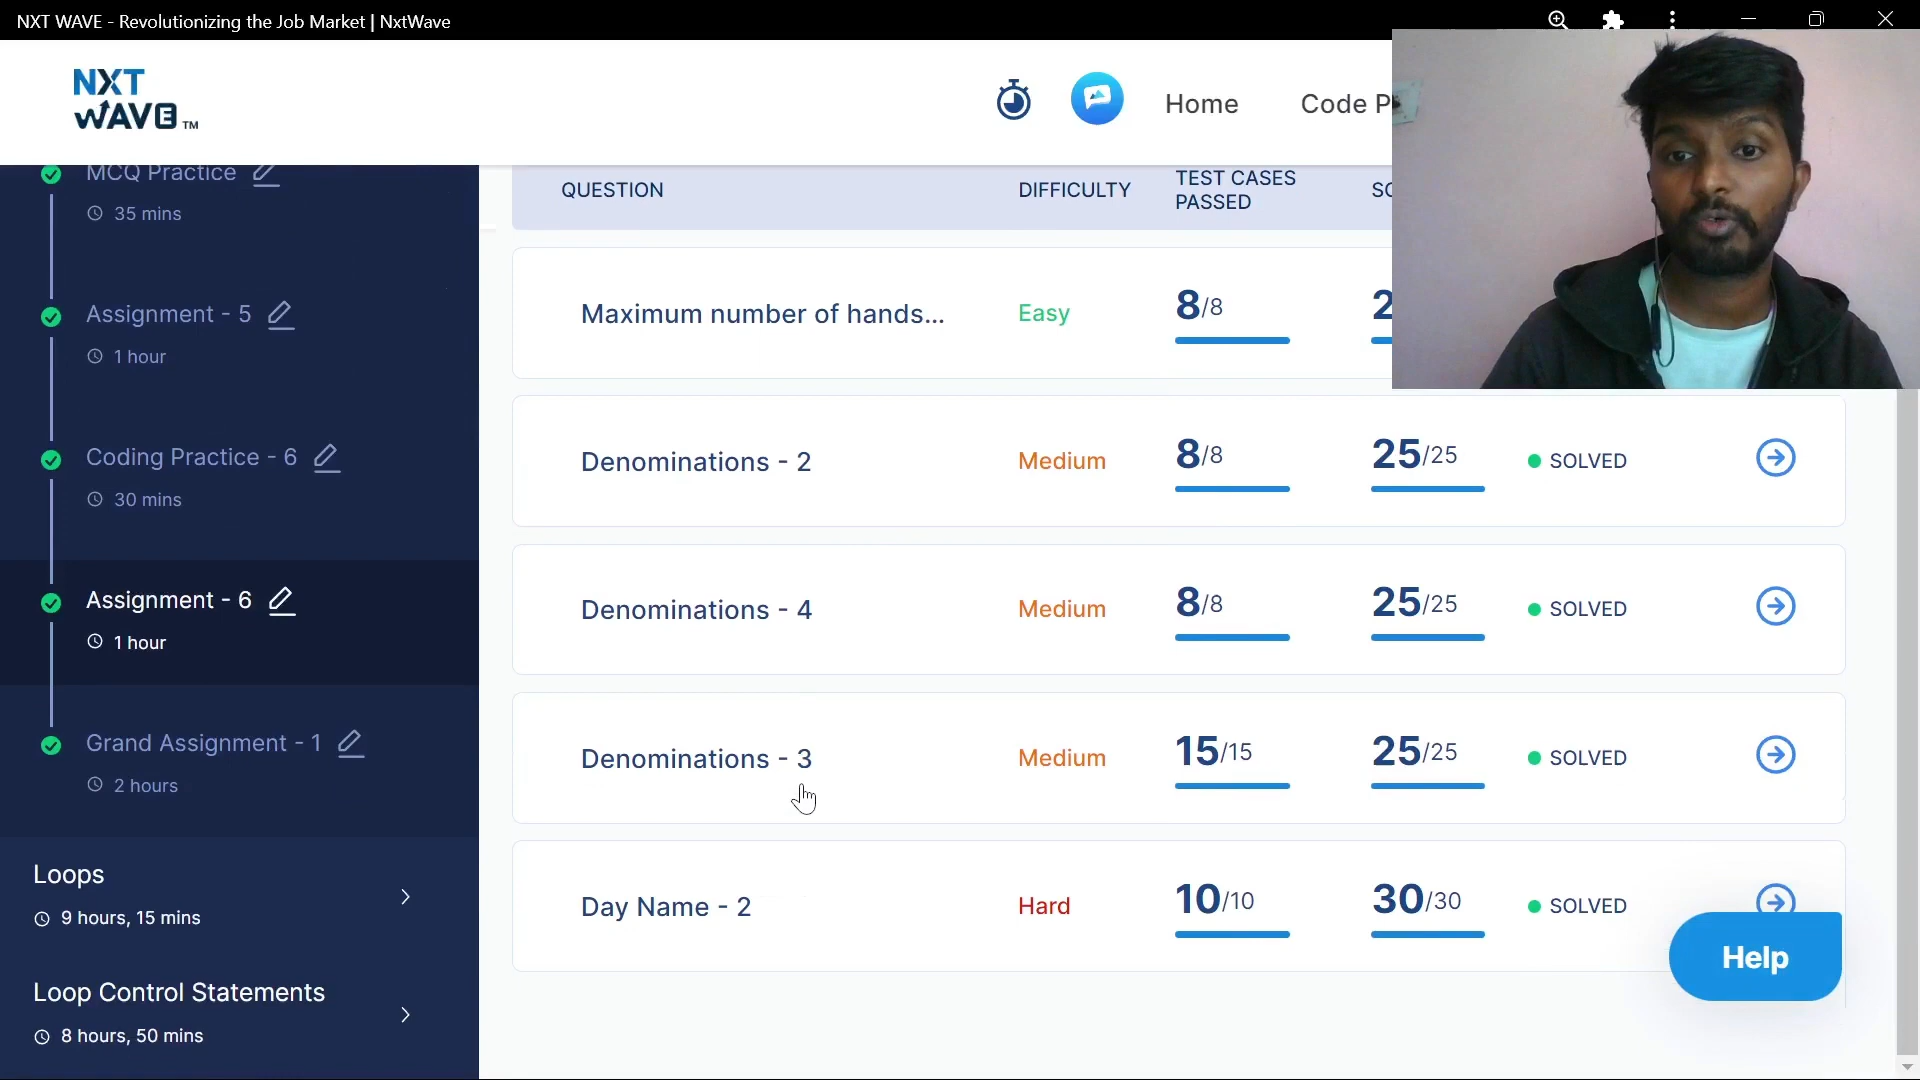 NXT WAVE - Revolutionizing the Job Market | NxtWave
NXT
WAVE TM
Home
Code P
MCQ Practice
35 mins
Assignment - 5
1 hour
Coding Practice - 6
30 mins
Assignment - 6
1 hour
Grand Assignment - 1
2 hours
Loops
9 hours, 15 mins
Loop Control Statements
8 hours, 50 mins
QUESTION DIFFICULTY TEST CASES PASSED SC
Maximum number of hands... Easy 8/8 2
Denominations - 2 Medium 8/8 25/25 SOLVED
Denominations - 4 Medium 8/8 25/25 SOLVED
Denominations - 3 Medium 15/15 25/25 SOLVED
Day Name - 2 Hard 10/10 30/30 SOLVED
Help